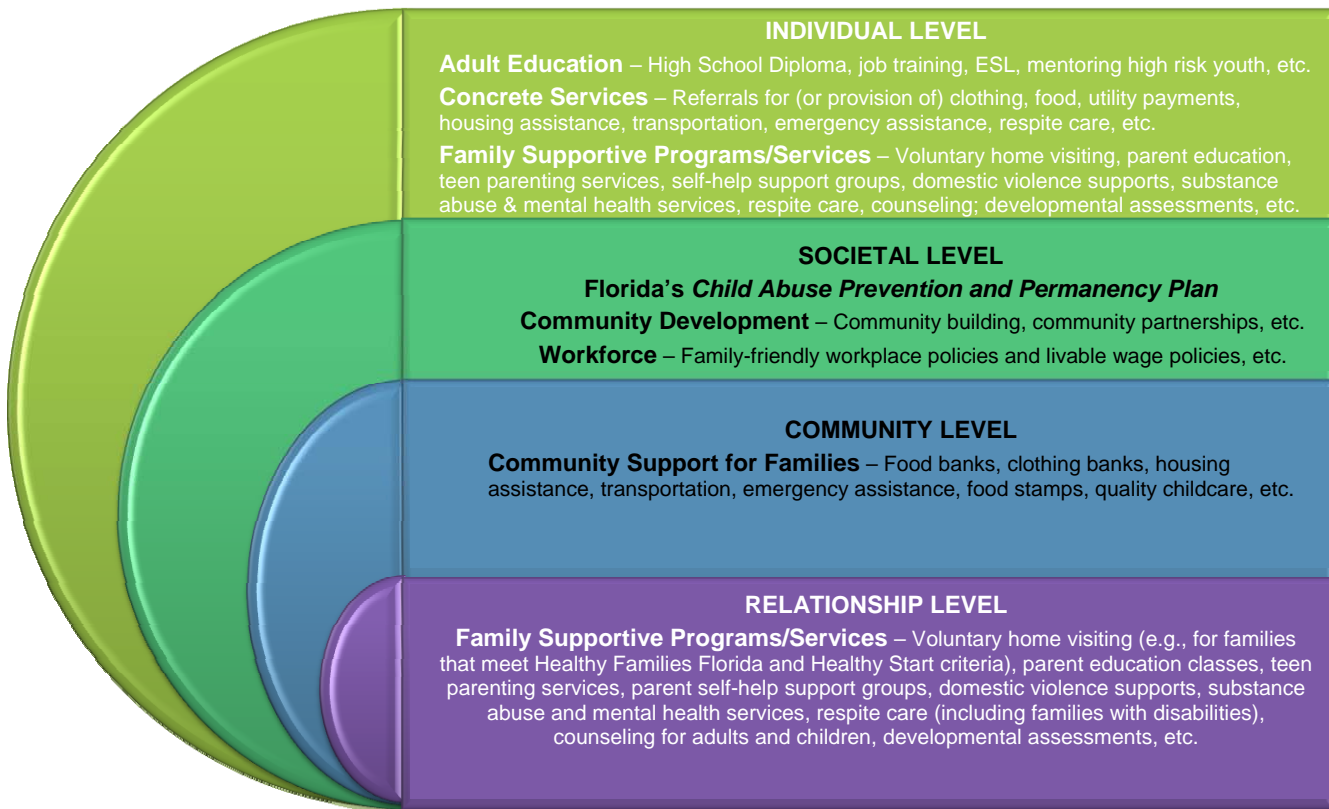 INDIVIDUAL LEVEL
Adult Education – High School Diploma, job training, ESL, mentoring high risk youth, etc.
Concrete Services – Referrals for (or provision of) clothing, food, utility payments,
housing assistance, transportation, emergency assistance, respite care, etc.
Family Supportive Programs/Services – Voluntary home visiting, parent education,
teen parenting services, self-help support groups, domestic violence supports, substance
abuse & mental health services, respite care, counseling; developmental assessments, etc.
SOCIETAL LEVEL
Florida's Child Abuse Prevention and Permanency Plan
Community Development – Community building, community partnerships, etc.
Workforce – Family-friendly workplace policies and livable wage policies, etc.
COMMUNITY LEVEL
Community Support for Families – Food banks, clothing banks, housing
assistance, transportation, emergency assistance, food stamps, quality childcare, etc.
RELATIONSHIP LEVEL
Family Supportive Programs/Services – Voluntary home visiting (e.g., for families
that meet Healthy Families Florida and Healthy Start criteria), parent education classes, teen
parenting services, parent self-help support groups, domestic violence supports, substance
abuse and mental health services, respite care (including families with disabilities),
counseling for adults and children, developmental assessments, etc.